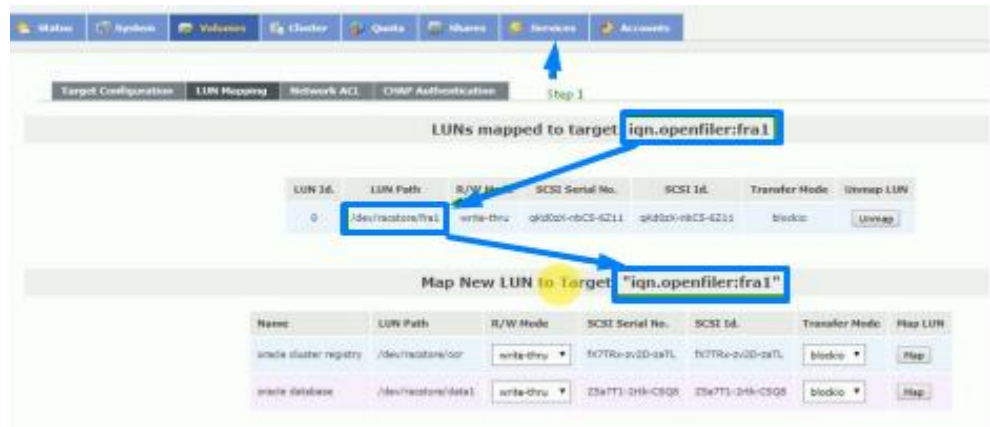 Status System Volumes Cluster Quota Shares Services Accounts
Target Configuration LUN Mapping Network ACL CHAP Authentication
Step 1
LUNs mapped to target: iqn.openfiler:fra1
LUN Id. LUN Path R/W Mode SCSI Serial No. SCSI Id. Transfer Mode Unmap LUN
0 /dev/racstore/fra1 write-thru blockio Unmap
Map New LUN to Target: "iqn.openfiler:fra1"
Name LUN Path R/W Mode SCSI Serial No. SCSI Id. Transfer Mode Map LUN
oracle cluster registry /dev/racstore/ocr write-thru blockio Map
oracle database /dev/racstore/data1 write-thru blockio Map